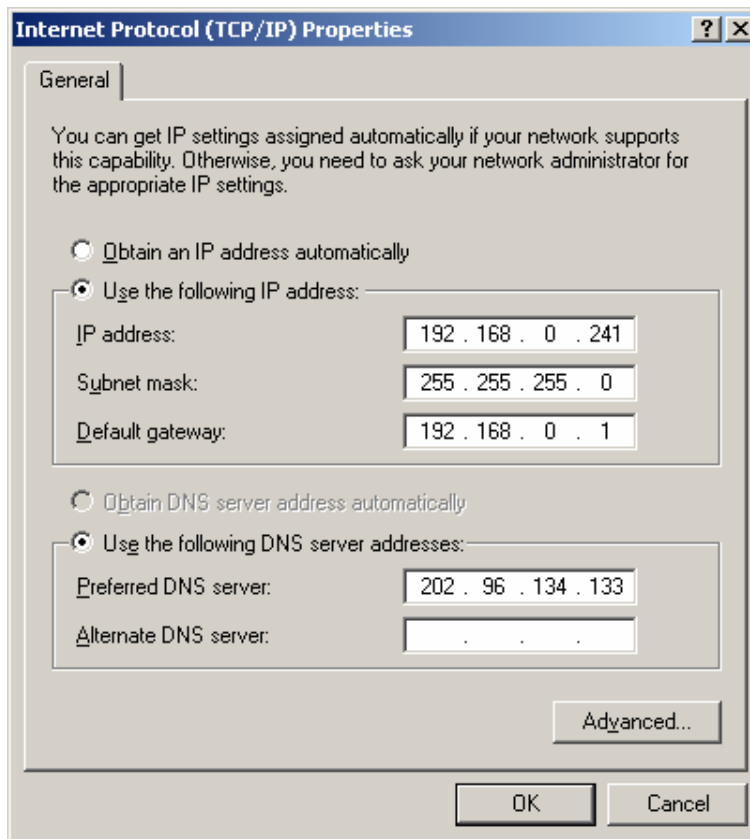 Internet Protocol (TCP/IP) Properties
General
You can get IP settings assigned automatically if your network supports
this capability. Otherwise, you need to ask your network administrator for
the appropriate IP settings.
Obtain an IP address automatically
Use the following IP address:
IP address: 192 . 168 . 0 . 241
Subnet mask: 255 . 255 . 255 . 0
Default gateway: 192 . 168 . 0 . 1
Obtain DNS server address automatically
Use the following DNS server addresses:
Preferred DNS server: 202 . 96 . 134 . 133
Alternate DNS server: . . .
Advanced...
OK Cancel